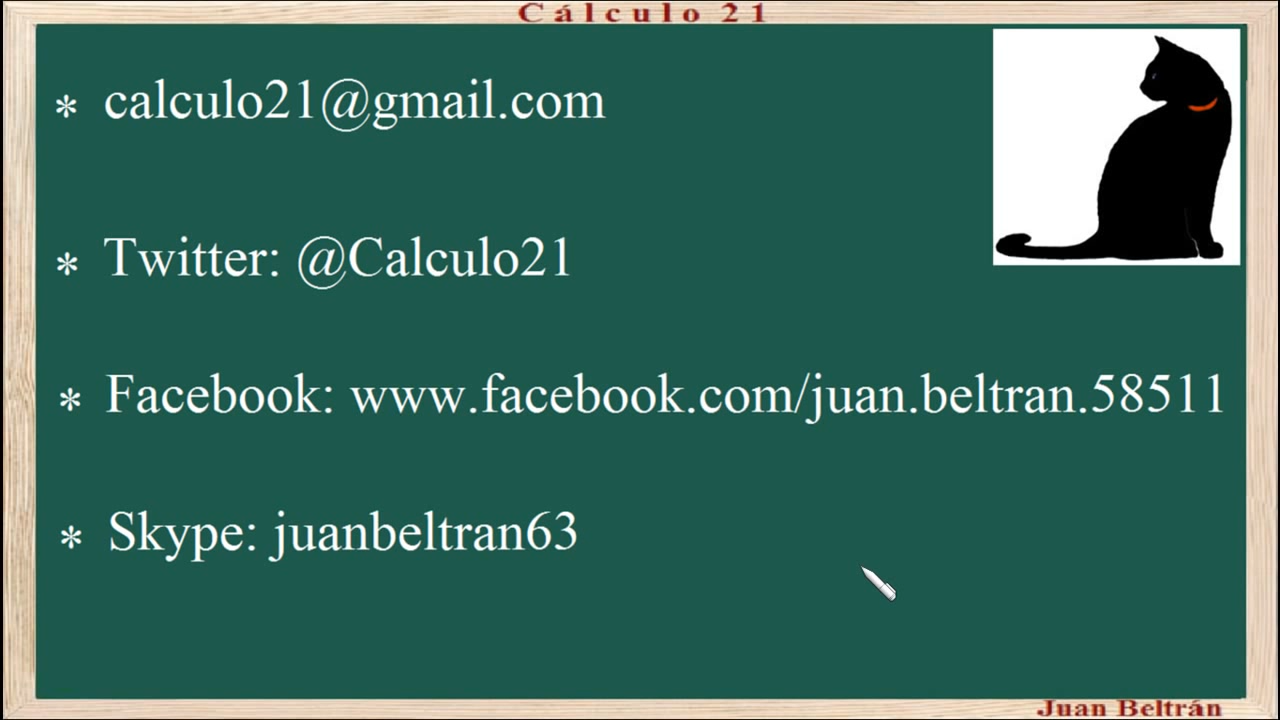 Cálculo 21
* calculo21@gmail.com
* Twitter: @Calculo21
* Facebook: www.facebook.com/juan.beltran.58511
* Skype: juanbeltran63
Juan Beltrán